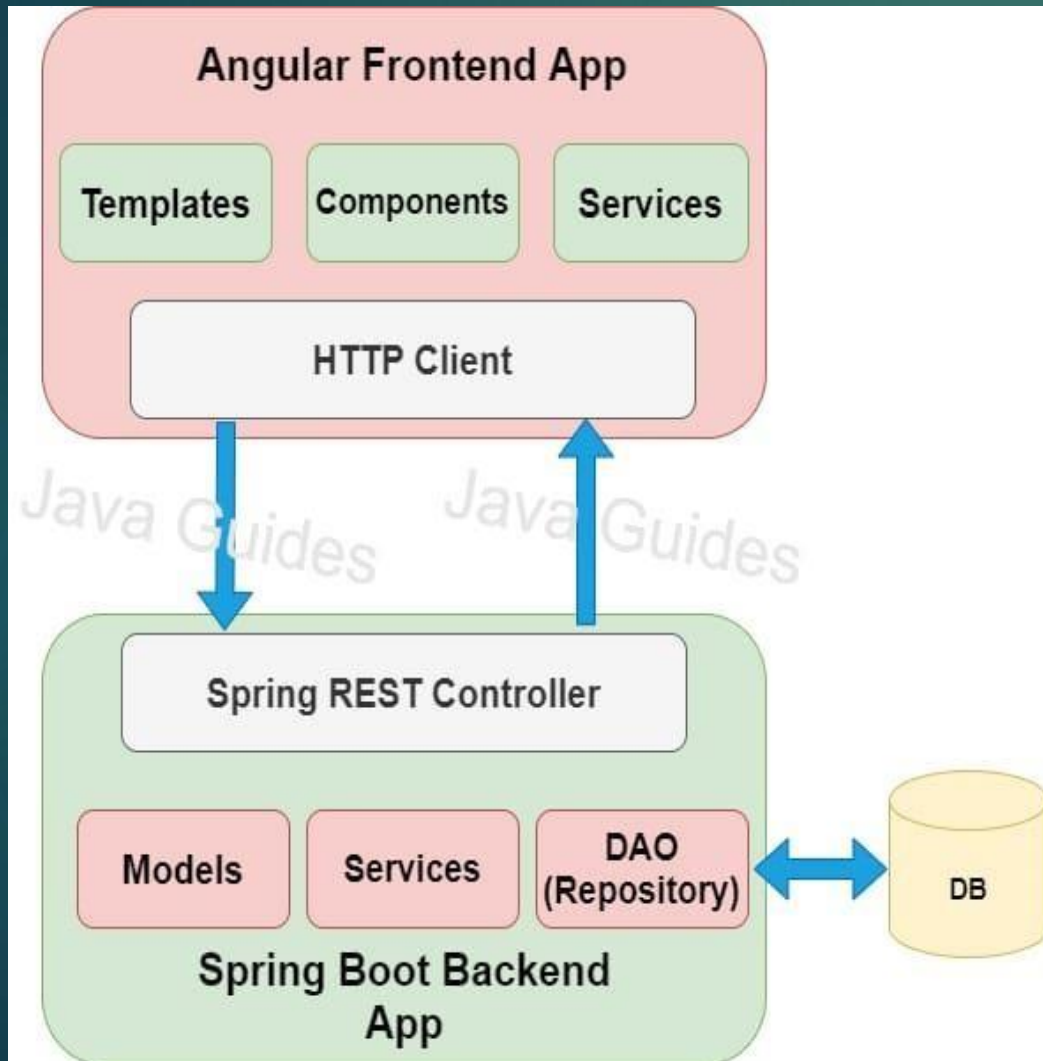 Angular Frontend App
Templates
Components
Services
HTTP Client
Java Guides
Java Guides
Spring REST Controller
Models
Services
DAO
(Repository)
DB
Spring Boot Backend
App